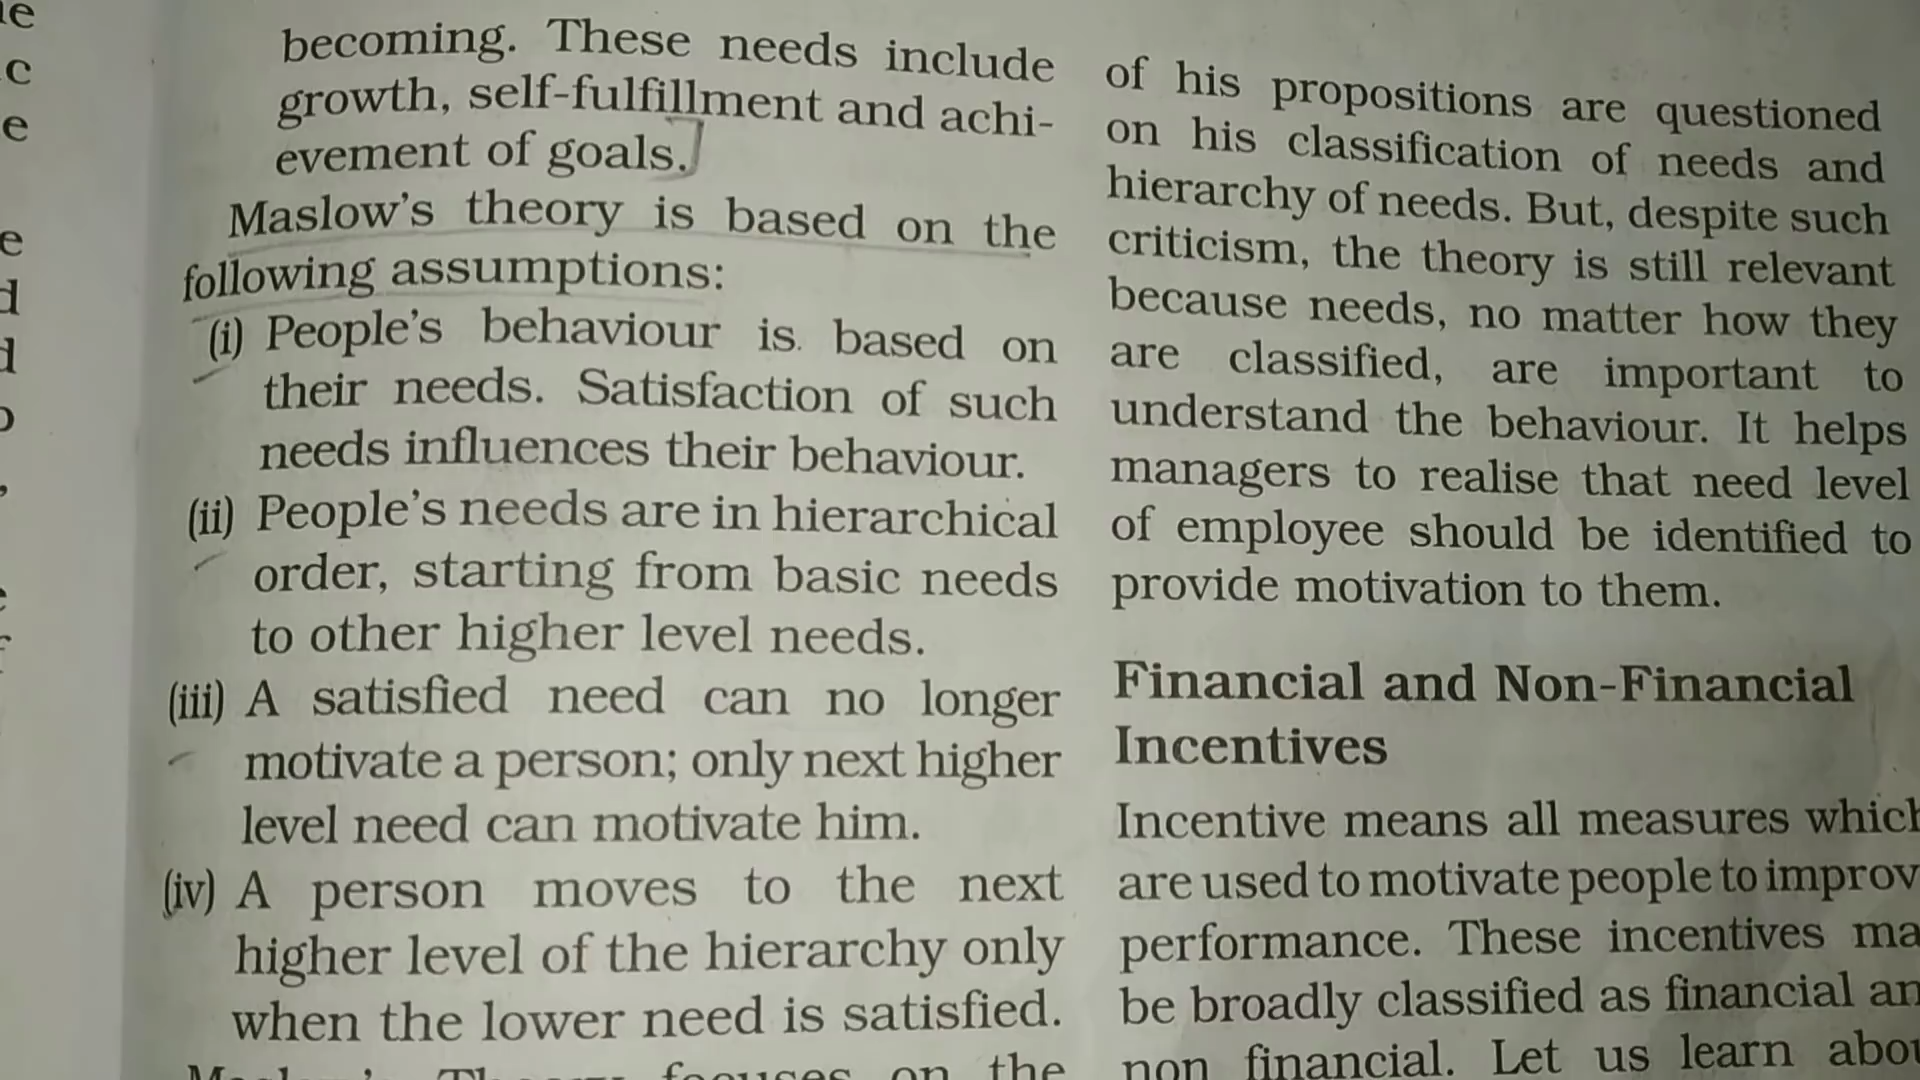 becoming. These needs include
growth, self-fulfillment and achi-
evement of goals.
Maslow's theory is based on the
following assumptions:
(i) People's behaviour is based on
their needs. Satisfaction of such
needs influences their behaviour.
(ii) People's needs are in hierarchical
order, starting from basic needs
to other higher level needs.
(iii) A satisfied need can no longer
motivate a person; only next higher
level need can motivate him.
(iv) A person moves to the next
higher level of the hierarchy only
when the lower need is satisfied.
focuses on the
of his propositions are questioned
on his classification of needs and
hierarchy of needs. But, despite such
criticism, the theory is still relevant
because needs, no matter how they
are classified, are important to
understand the behaviour. It helps
managers to realise that need level
of employee should be identified to
provide motivation to them.
Financial and Non-Financial
Incentives
Incentive means all measures which
are used to motivate people to improv
performance. These incentives ma
be broadly classified as financial an
non financial. Let us learn abou